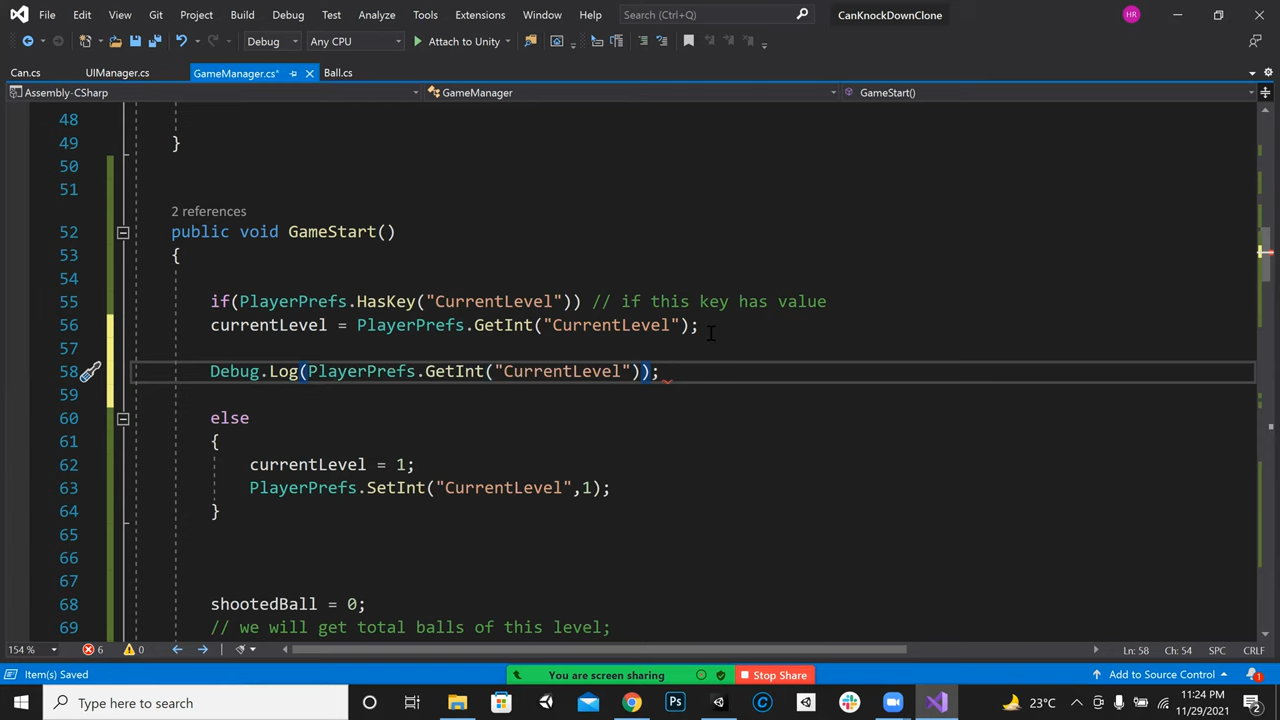 File Edit View Git Project Build Debug Test Analyze Tools Extensions Window Help Search (Ctrl+Q) CanKnockDownClone HR
Debug Any CPU Attach to Unity
Can.cs UIManager.cs GameManager.cs* Ball.cs
Assembly-CSharp GameManager GameStart()
48
49 }
50
51
2 references
52 public void GameStart()
53 {
54
55 if(PlayerPrefs.HasKey("CurrentLevel")) // if this key has value
56 currentLevel = PlayerPrefs.GetInt("CurrentLevel");
57
58 Debug.Log(PlayerPrefs.GetInt("CurrentLevel"));
59
60 else
61 {
62 currentLevel = 1;
63 PlayerPrefs.SetInt("CurrentLevel",1);
64 }
65
66
67
68 shootedBall = 0;
69 // we will get total balls of this level;
154 % 6 0 Ln: 58 Ch: 54 SPC CRLF
Item(s) Saved You are screen sharing Stop Share Add to Source Control 1
Type here to search 23°C 11:24 PM
11/29/2021 2